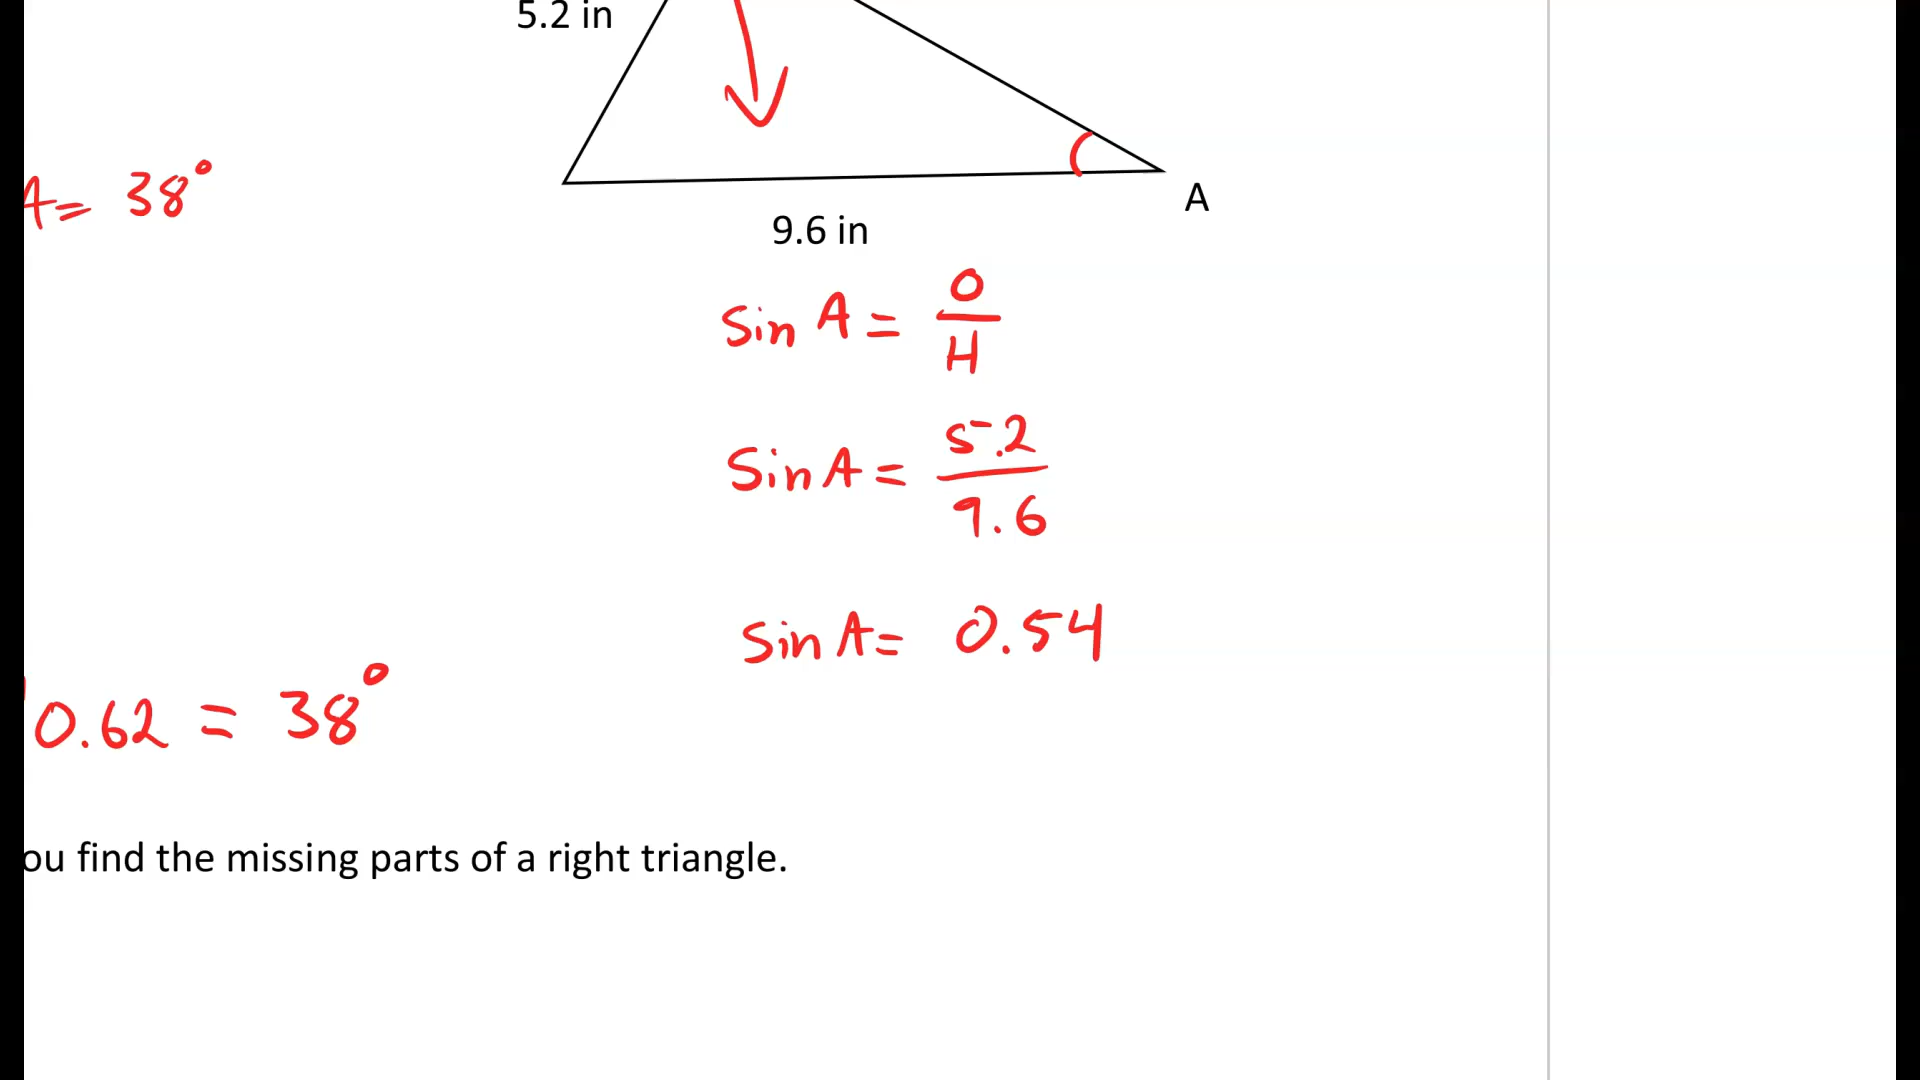 5.2 in
A= 38°
A
9.6 in
Sin A = O/H
Sin A = 5.2/9.6
Sin A = 0.54
0.62 = 38°
ou find the missing parts of a right triangle.